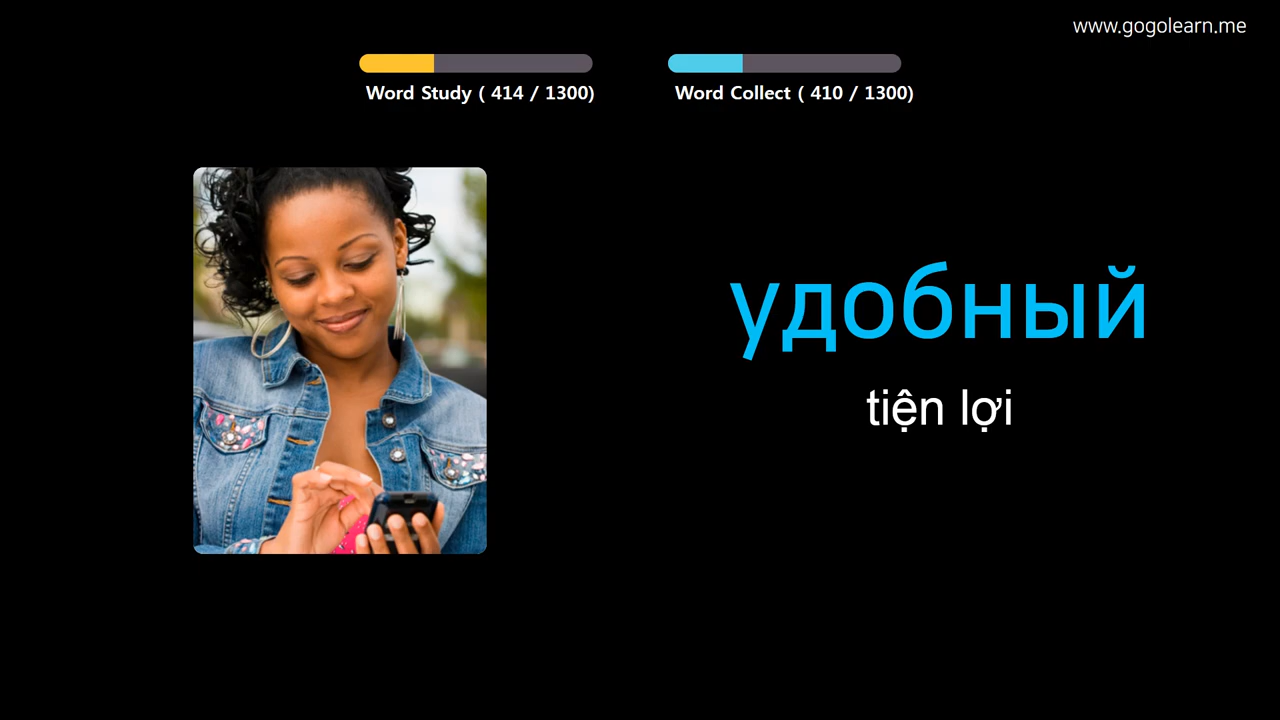 www.gogolearn.me
Word Study ( 414 / 1300)
Word Collect ( 410 / 1300)
удобный
tiện lợi